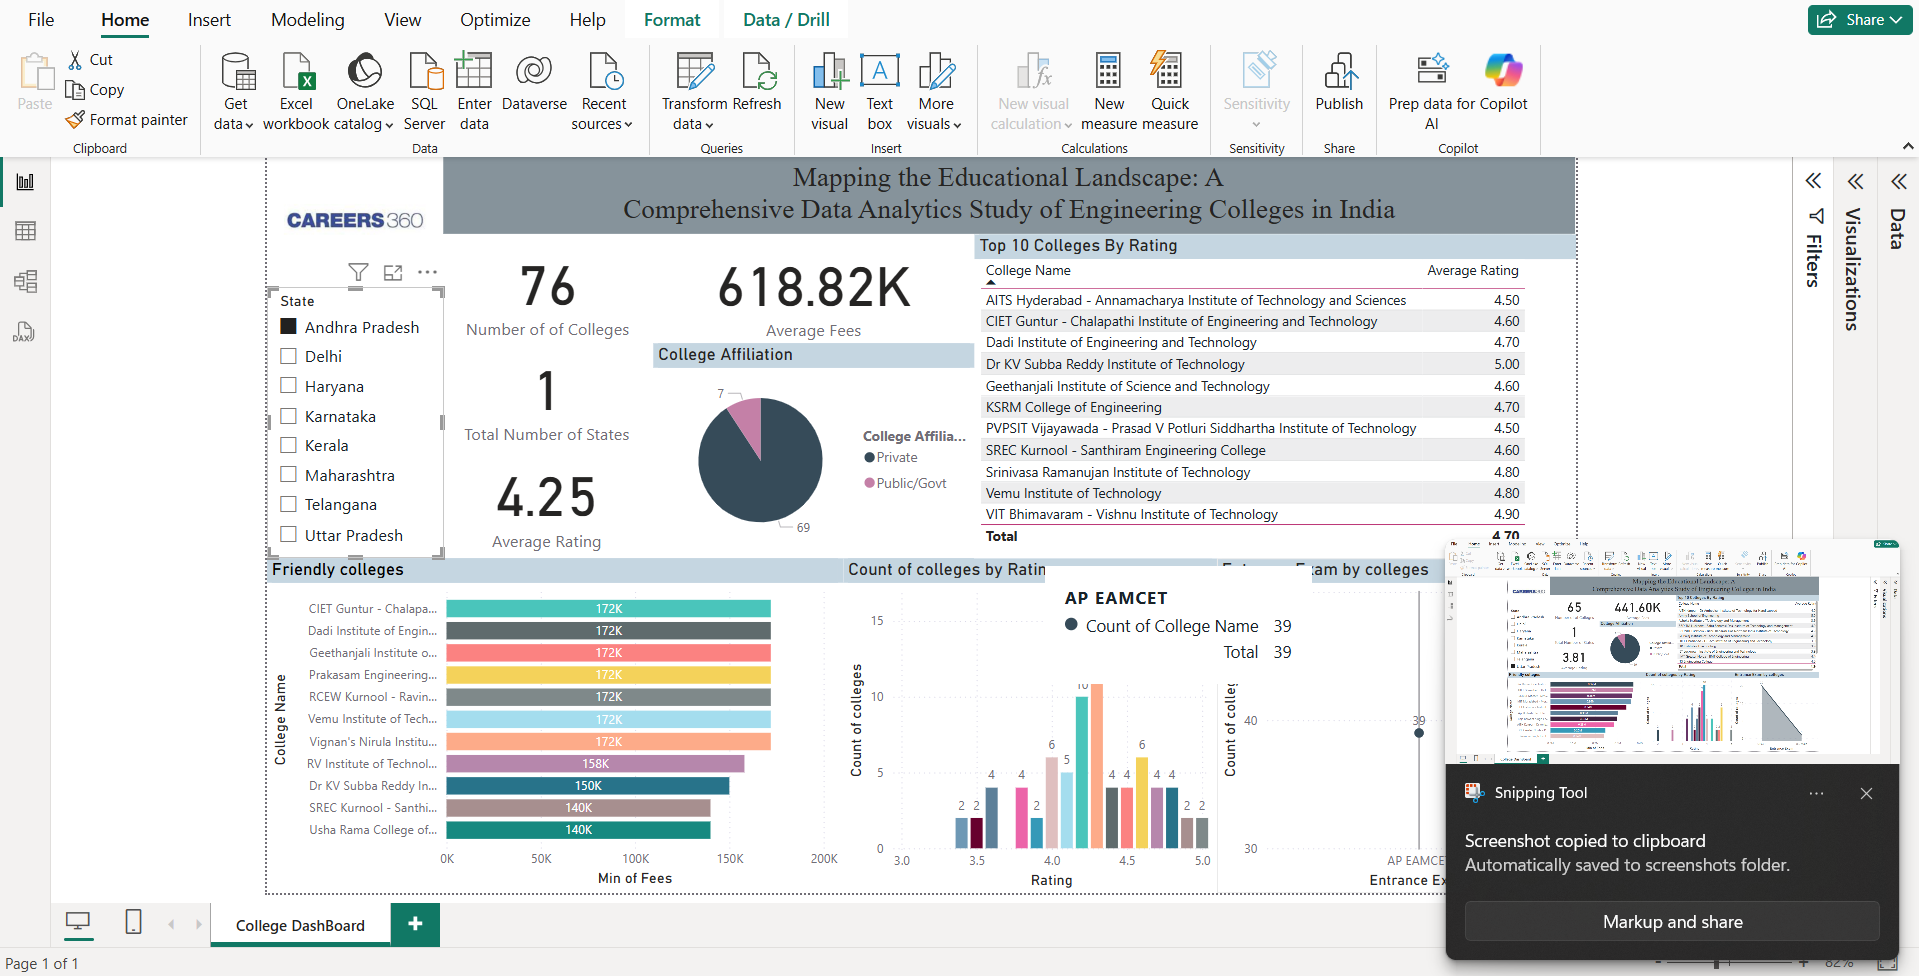 File Home Insert Modeling View Optimize Help Format Data / Drill Share
Paste
Cut
Copy
Format painter
Clipboard
Get data
Excel workbook
OneLake catalog
SQL Server
Enter data
Dataverse
Recent sources
Data
Transform data
Refresh
Queries
New visual
Text box
More visuals
Insert
New visual calculation
New measure
Quick measure
Calculations
Sensitivity
Sensitivity
Publish
Share
Prep data for AI
Copilot
Copilot
CAREERS360
Mapping the Educational Landscape: A
Comprehensive Data Analytics Study of Engineering Colleges in India
State
Andhra Pradesh
Delhi
Haryana
Karnataka
Kerala
Maharashtra
Telangana
Uttar Pradesh
76
Number of of Colleges
1
Total Number of States
4.25
Average Rating
618.82K
Average Fees
College Affiliation
7
69
College Affilia...
Private
Public/Govt
Top 10 Colleges By Rating
College Name Average Rating
AITS Hyderabad - Annamacharya Institute of Technology and Sciences 4.50
CIET Guntur - Chalapathi Institute of Engineering and Technology 4.60
Dadi Institute of Engineering and Technology 4.70
Dr KV Subba Reddy Institute of Technology 5.00
Geethanjali Institute of Science and Technology 4.60
KSRM College of Engineering 4.70
PVPSIT Vijayawada - Prasad V Potluri Siddhartha Institute of Technology 4.50
SREC Kurnool - Santhiram Engineering College 4.60
Srinivasa Ramanujan Institute of Technology 4.80
Vemu Institute of Technology 4.80
VIT Bhimavaram - Vishnu Institute of Technology 4.90
Total 4.70
Friendly colleges
College Name
CIET Guntur - Chalapa... 172K
Dadi Institute of Engin... 172K
Geethanjali Institute o... 172K
Prakasam Engineering... 172K
RCEW Kurnool - Ravin... 172K
Vemu Institute of Tech... 172K
Vignan's Nirula Institu... 172K
RV Institute of Technol... 158K
Dr KV Subba Reddy In... 150K
SREC Kurnool - Santhi... 140K
Usha Rama College of... 140K
0K 50K 100K 150K 200K
Min of Fees
Count of colleges by Ratin
Count of colleges
15
10
5
0
2 2 4 4 2 6 5 10 4 4 6 4 4 2 2
3.0 3.5 4.0 4.5 5.0
Rating
AP EAMCET
Count of College Name 39
Total 39
Exam by colleges
Count of colleg
40
30
39
AP EAMCET
Entrance Ex
Filters
Visualizations
Data
DAX
65
441.60K
1
3.81
Snipping Tool
Screenshot copied to clipboard
Automatically saved to screenshots folder.
Markup and share
College DashBoard
Page 1 of 1
82%